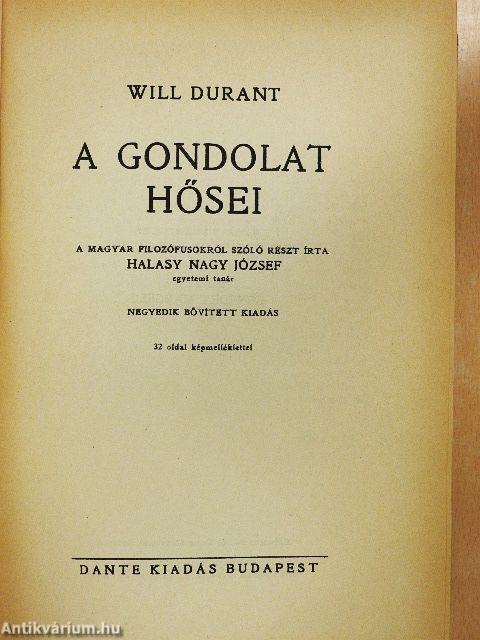 WILL DURANT
A GONDOLAT
HŐSEI
A MAGYAR FILOZÓFUSOKRÓL SZÓLÓ RÉSZT ÍRTA
HALASY NAGY JÓZSEF
egyetemi tanár
NEGYEDIK BŐVÍTETT KIADÁS
32 oldal képmelléklettel
DANTE KIADÁS BUDAPEST
Antikvárium.hu